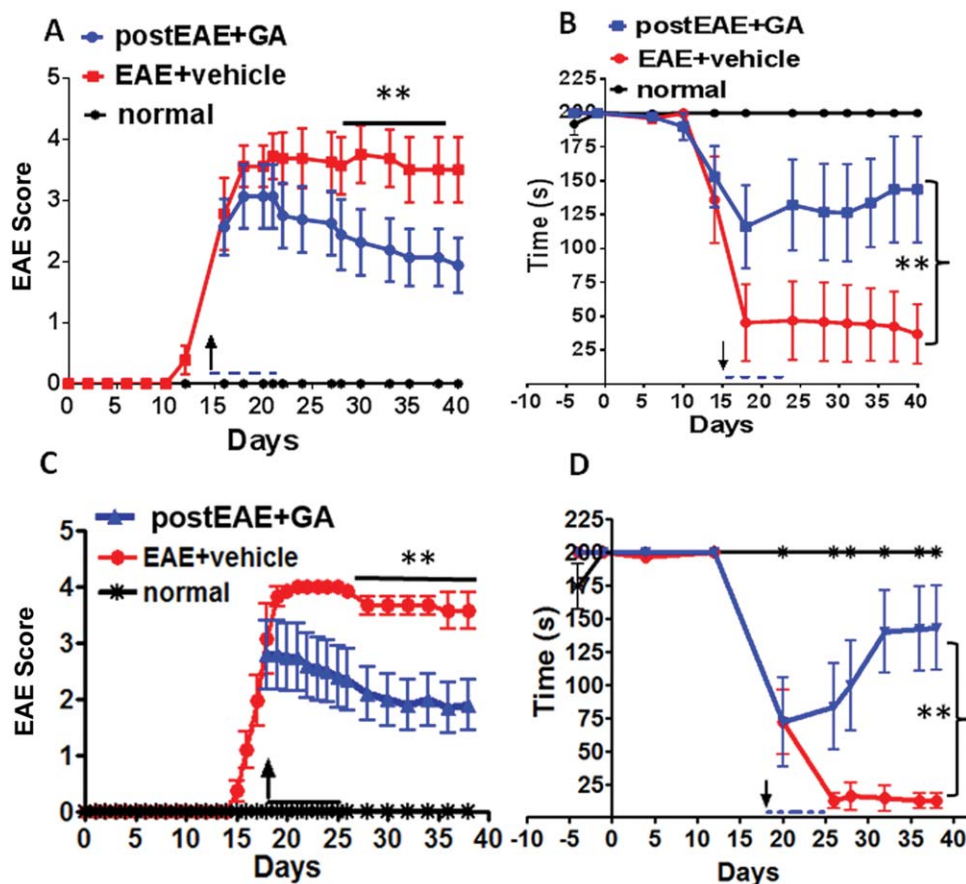 A
postEAE+GA
EAE+vehicle
normal
**
5
4
3
2
1
0
EAE Score
0 5 10 15 20 25 30 35 40
Days
B
postEAE+GA
EAE+vehicle
normal
225
200
175
150
125
100
75
50
25
Time (s)
**
-10 -5 0 5 10 15 20 25 30 35 40
Days
C
postEAE+GA
EAE+vehicle
normal
**
5
4
3
2
1
0
EAE Score
0 5 10 15 20 25 30 35 40
Days
D
225
200
175
150
125
100
75
50
25
Time (s)
**
-10 -5 0 5 10 15 20 25 30 35 40
Days